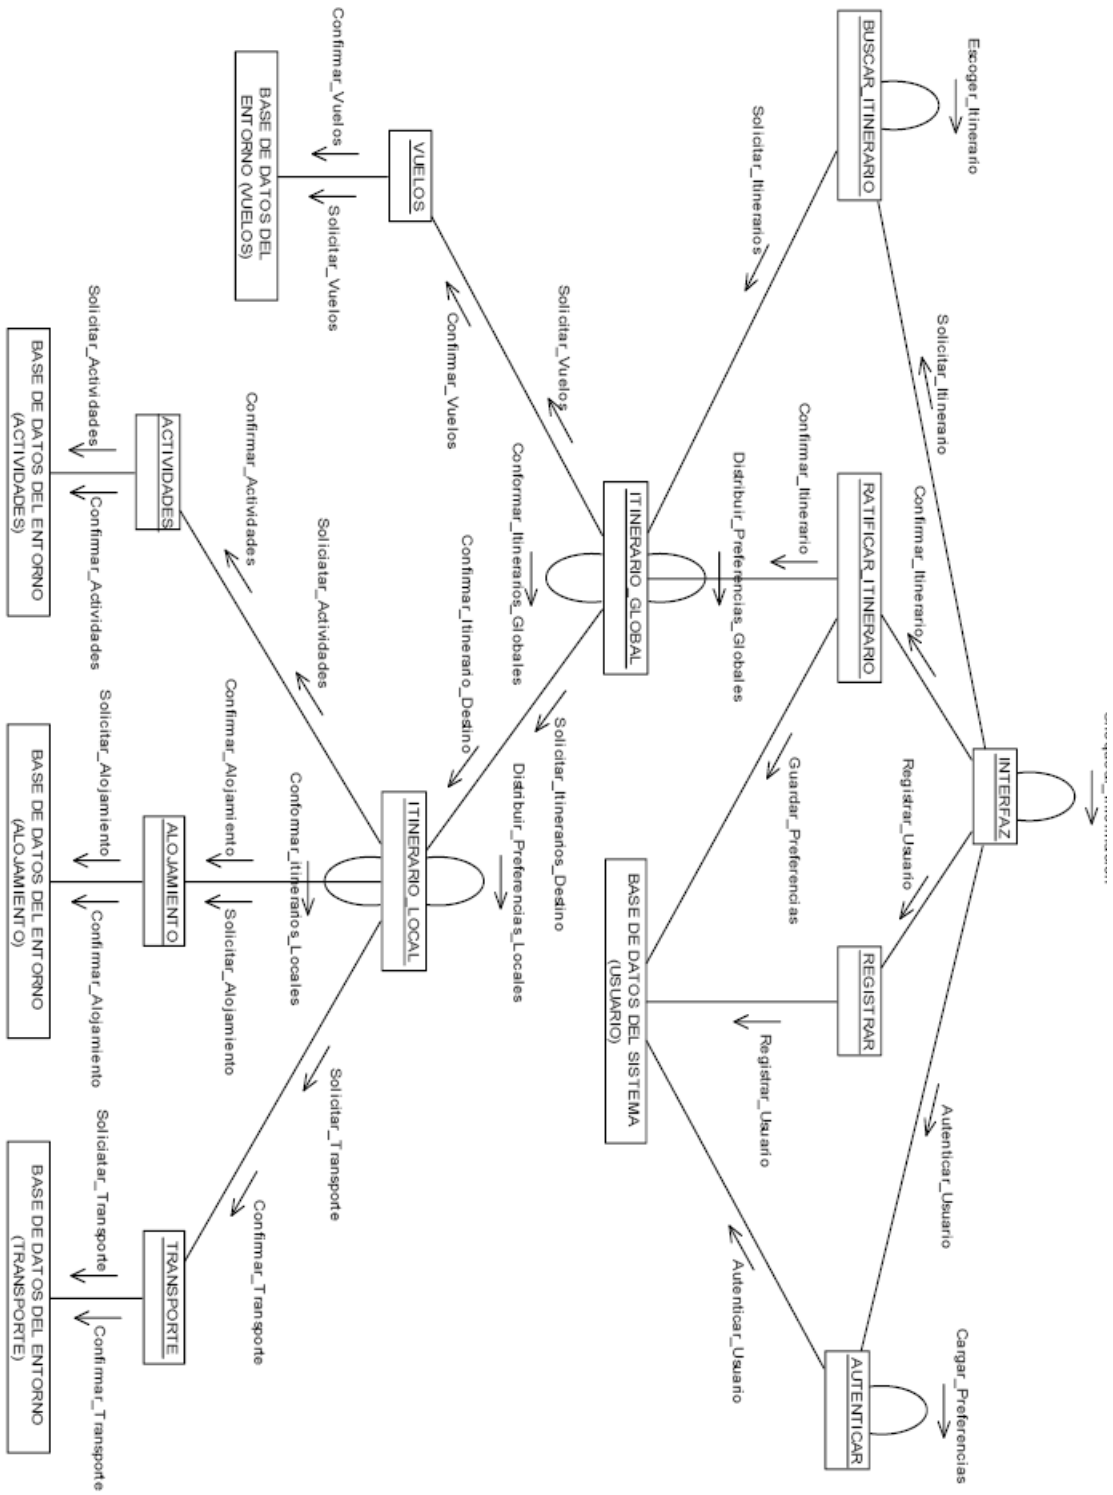 Chequear_Información
INTERFAZ
Solicitar_Itinerario
Confirmar_Itinerario
Registrar_Usuario
Autenticar_Usuario
Escoger_Itinerario
BUSCAR_ITINERARIO
RATIFICAR_ITINERARIO
REGISTRAR
AUTENTICAR
Cargar_Preferencias
Solicitar_Itinerarios
Confirmar_Itinerario
Distribuir_Preferencias_Globales
Guardar_Preferencias
Registrar_Usuario
Autenticar_Usuario
ITINERARIO_GLOBAL
BASE DE DATOS DEL SISTEMA
(USUARIO)
Solicitar_Vuelos
Confirmar_Vuelos
Conformar_Itinerarios_Globales
Confirmar_Itinerario_Destino
Solicitar_Itinerarios_Destino
Distribuir_Preferencias_Locales
VUELOS
ITINERARIO_LOCAL
Confirmar_Vuelos
Solicitar_Vuelos
BASE DE DATOS DEL
ENTORNO (VUELOS)
Confirmar_Actividades
Soliciatar_Actividades
Confirmar_Alojamiento
Conformar_itinerarios_Locales
Solicitar_Alojamiento
Solicitar_Transporte
Confirmar_Transporte
ACTIVIDADES
ALOJAMIENTO
TRANSPORTE
Solicitar_Actividades
Confirmar_Actividades
Solicitar_Alojamiento
Confirmar_Alojamiento
Soliciatar_Transporte
Confirmar_Transporte
BASE DE DATOS DEL ENTORNO
(ACTIVIDADES)
BASE DE DATOS DEL ENTORNO
(ALOJAMIENTO)
BASE DE DATOS DEL ENTORNO
(TRANSPORTE)